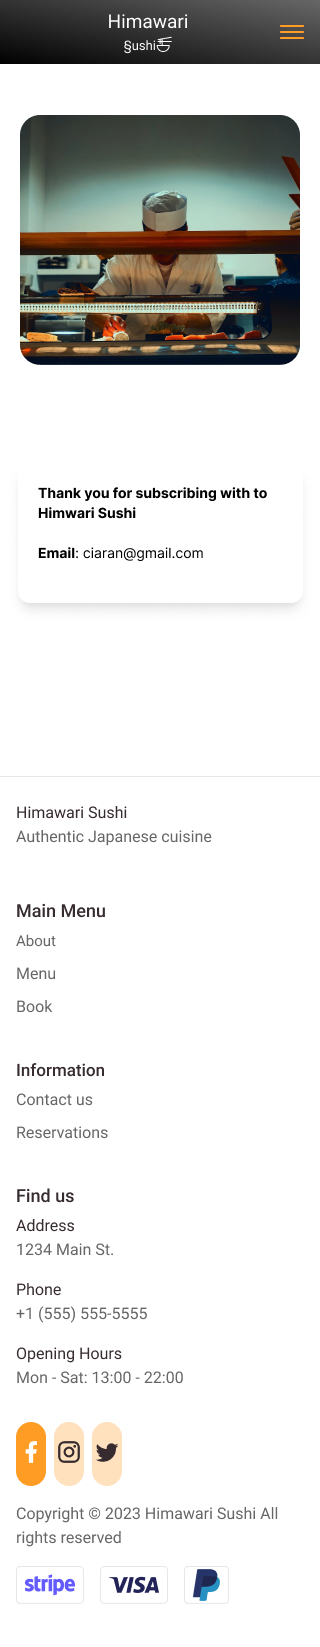 Himawari
Sushi
Thank you for subscribing with to
Himwari Sushi
Email: ciaran@gmail.com
Himawari Sushi
Authentic Japanese cuisine
Main Menu
About
Menu
Book
Information
Contact us
Reservations
Find us
Address
1234 Main St.
Phone
+1 (555) 555-5555
Opening Hours
Mon - Sat: 13:00 - 22:00
Copyright © 2023 Himawari Sushi All
rights reserved
stripe VISA P